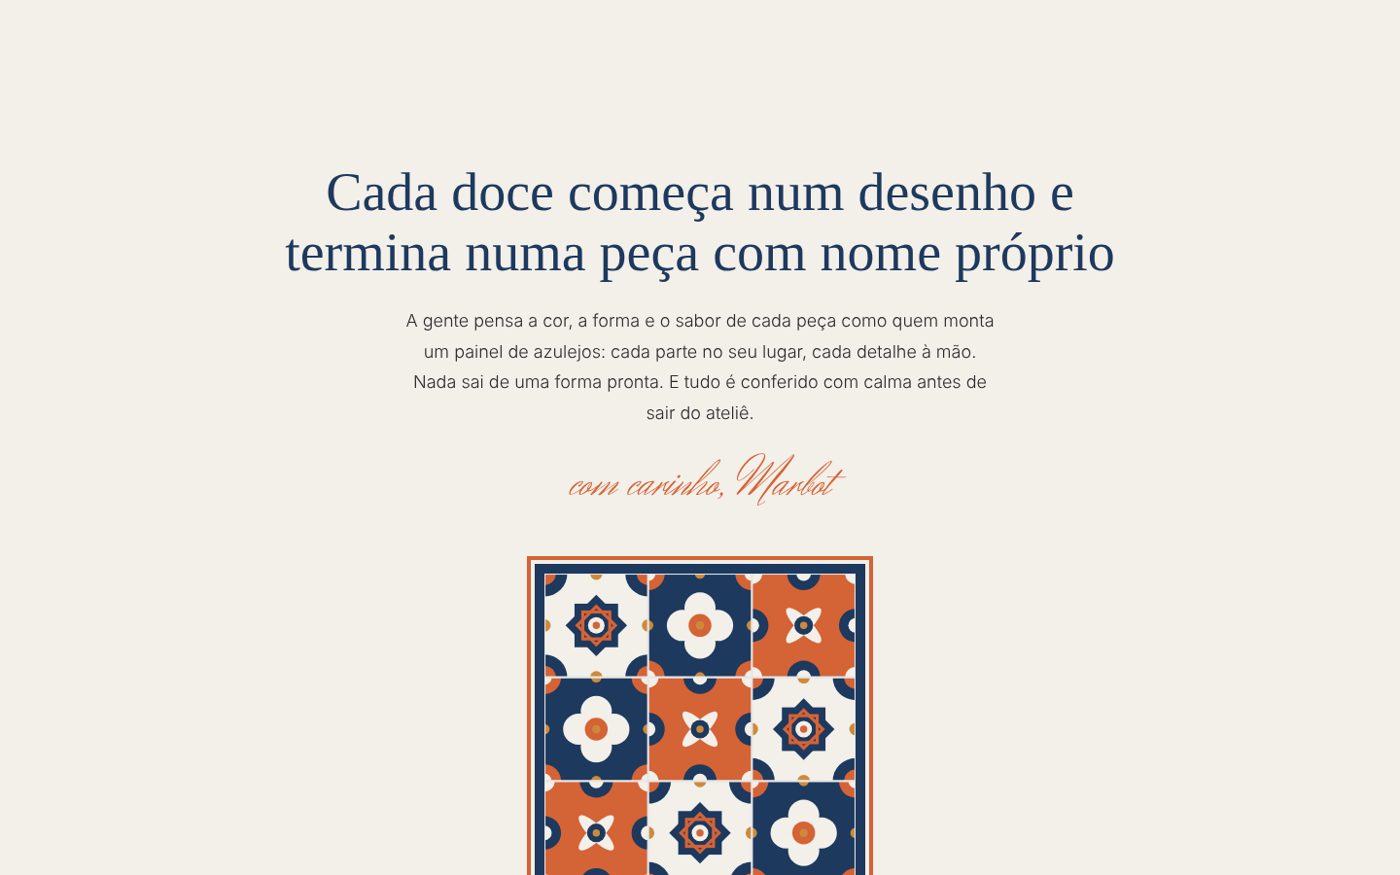 Cada doce começa num desenho e
termina numa peça com nome próprio
A gente pensa a cor, a forma e o sabor de cada peça como quem monta
um painel de azulejos: cada parte no seu lugar, cada detalhe à mão.
Nada sai de uma forma pronta. E tudo é conferido com calma antes de
sair do ateliê.
com carinho, Marbot